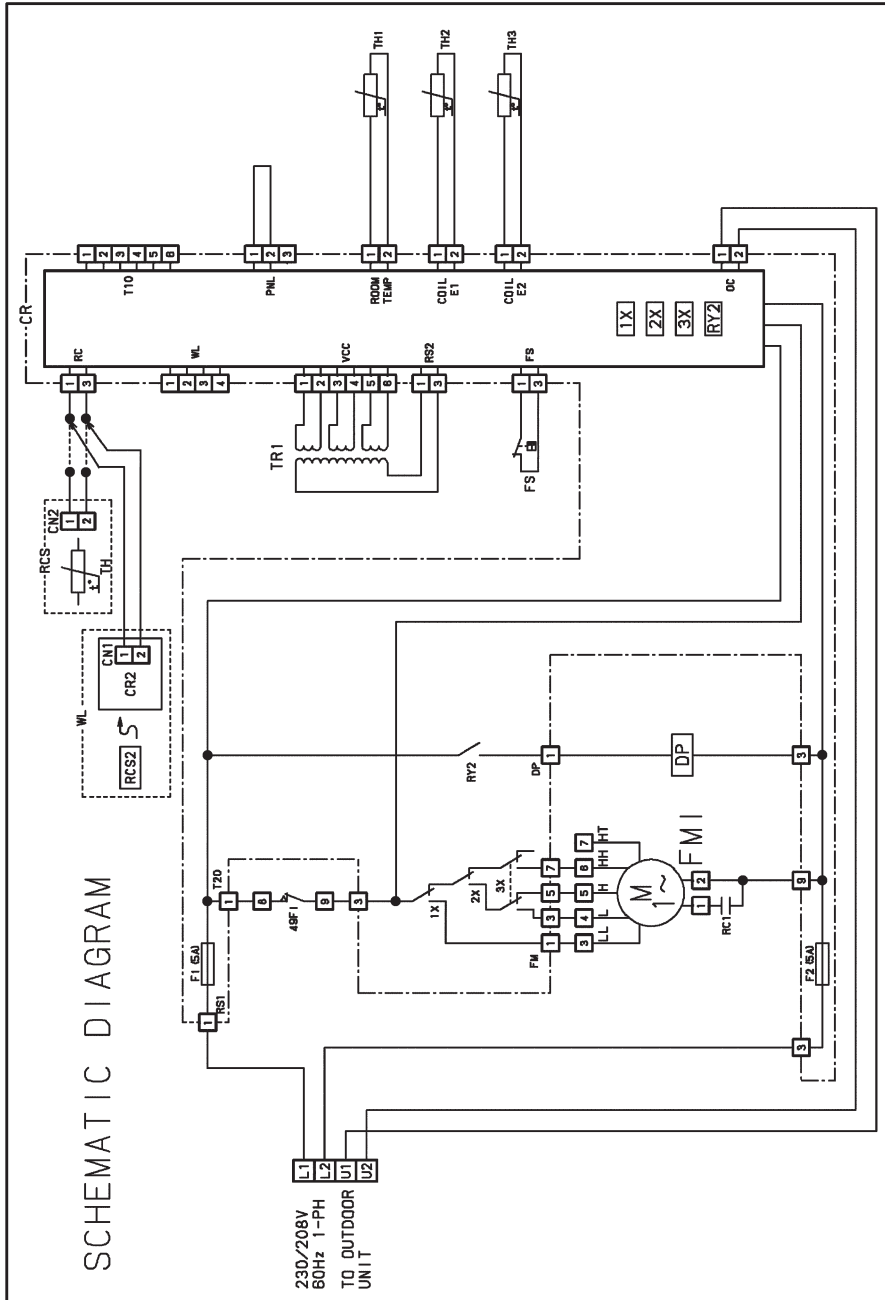 SCHEMATIC DIAGRAM
230/208V
60Hz 1-PH
TO OUTDOOR
UNIT
L1
L2
U1
U2
1
RS1
F1 (5A)
T20
1
8
49FI
9
3
1X
2X
3X
FM
1
3
5
7
3
4
5
6
7
LL
L
H
HH
HT
M
1~
FMI
1
2
RC1
9
3
F2 (5A)
RY2
DP
1
DP
3
WL
RCS2
CN1
1
2
CR2
RCS
CN2
1
2
TH
t°
CR
RC
1
3
WL
1
2
3
4
VCC
1
2
3
4
5
6
TR1
RS2
1
3
FS
1
3
FS
T10
1
2
3
4
5
6
PNL
1
2
3
ROOM
TEMP
1
2
TH1
t°
COIL
E1
1
2
TH2
t°
COIL
E2
1
2
TH3
t°
1X
2X
3X
RY2
OC
1
2